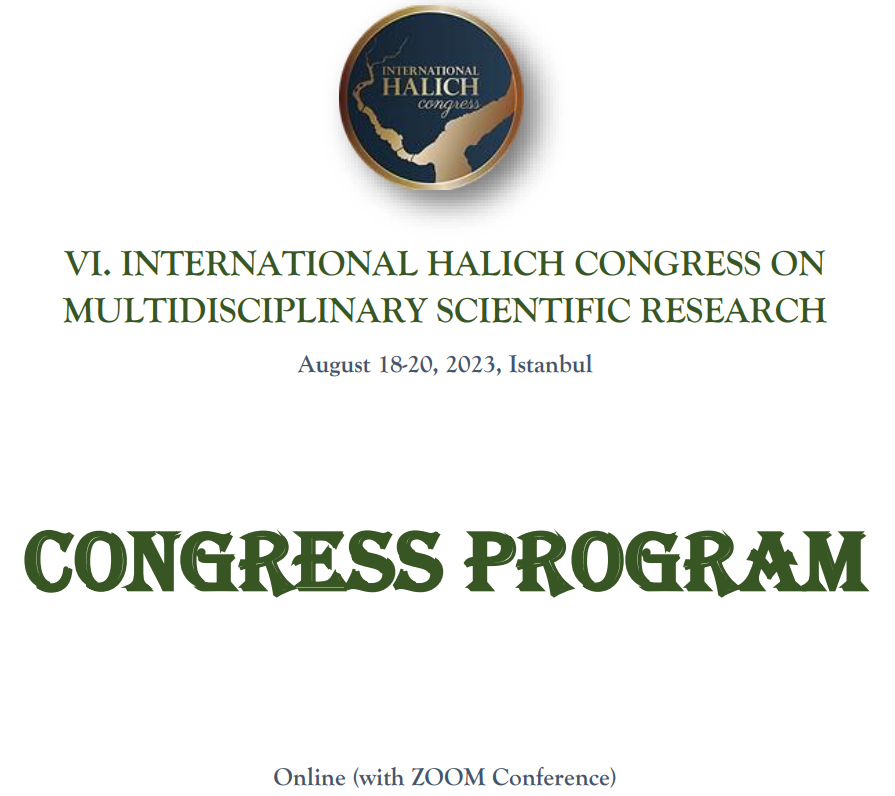 INTERNATIONAL
HALICH
congress
VI. INTERNATIONAL HALICH CONGRESS ON
MULTIDISCIPLINARY SCIENTIFIC RESEARCH
August 18-20, 2023, Istanbul
CONGRESS PROGRAM
Online (with ZOOM Conference)